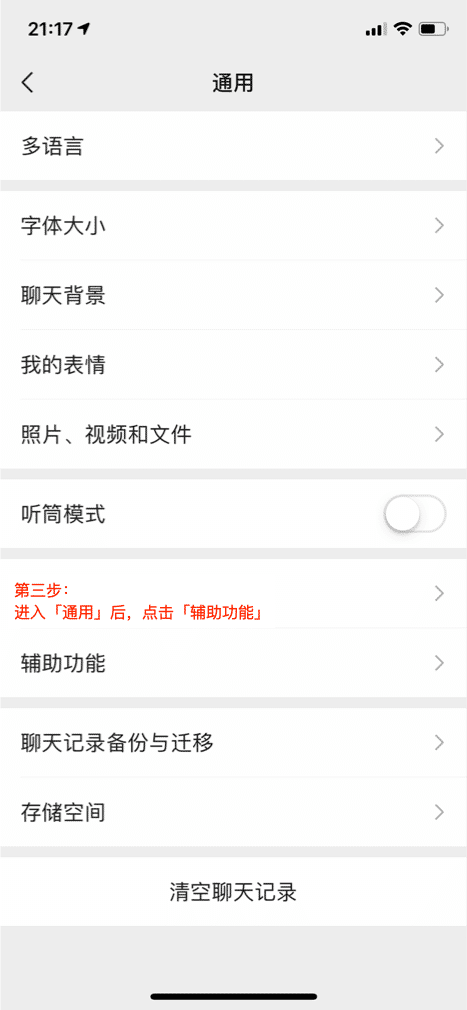 21:17
通用
多语言
字体大小
聊天背景
我的表情
照片、视频和文件
听筒模式
第三步：
进入「通用」后，点击「辅助功能」
辅助功能
聊天记录备份与迁移
存储空间
清空聊天记录